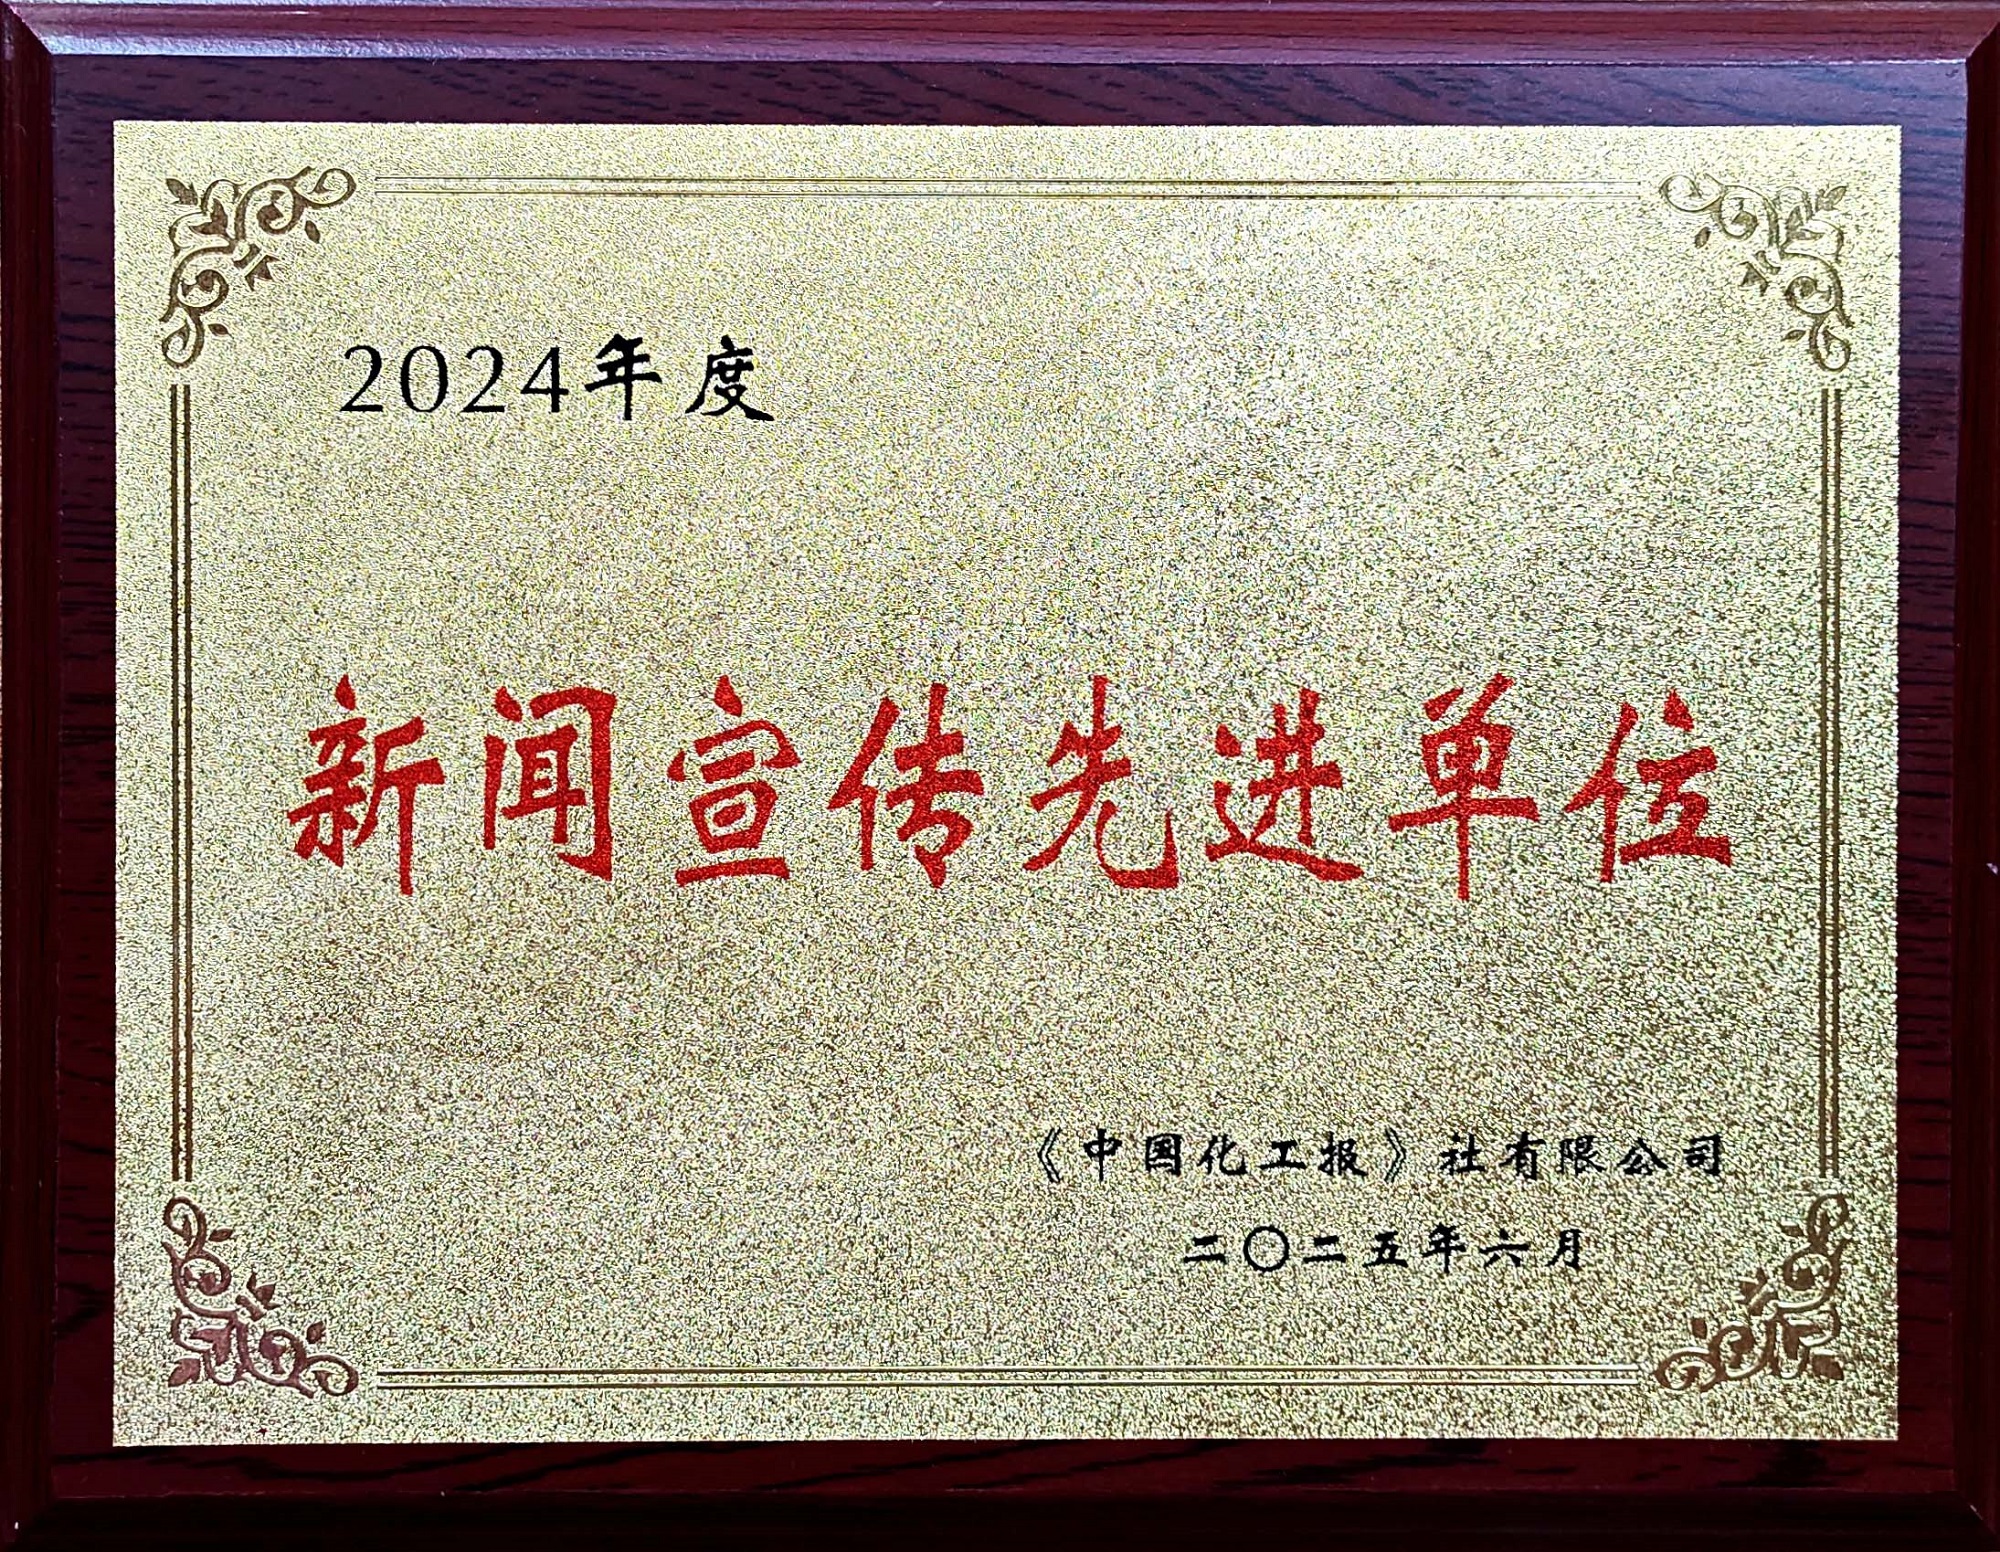 2024年度
新闻宣传先进单位
《中国化工报》社有限公司
二〇二五年六月